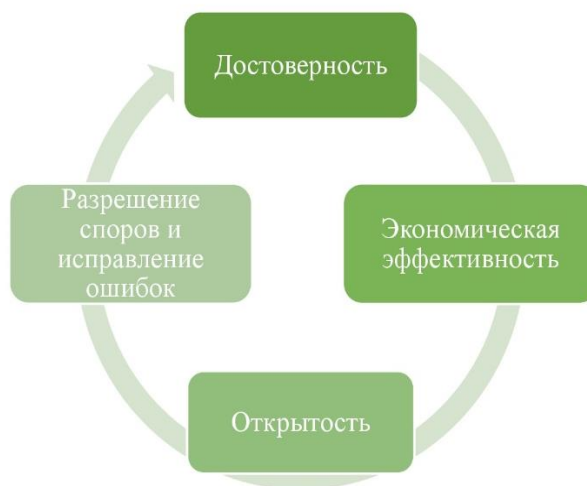 Достоверность
Экономическая
эффективность
Открытость
Разрешение
споров и
исправление
ошибок